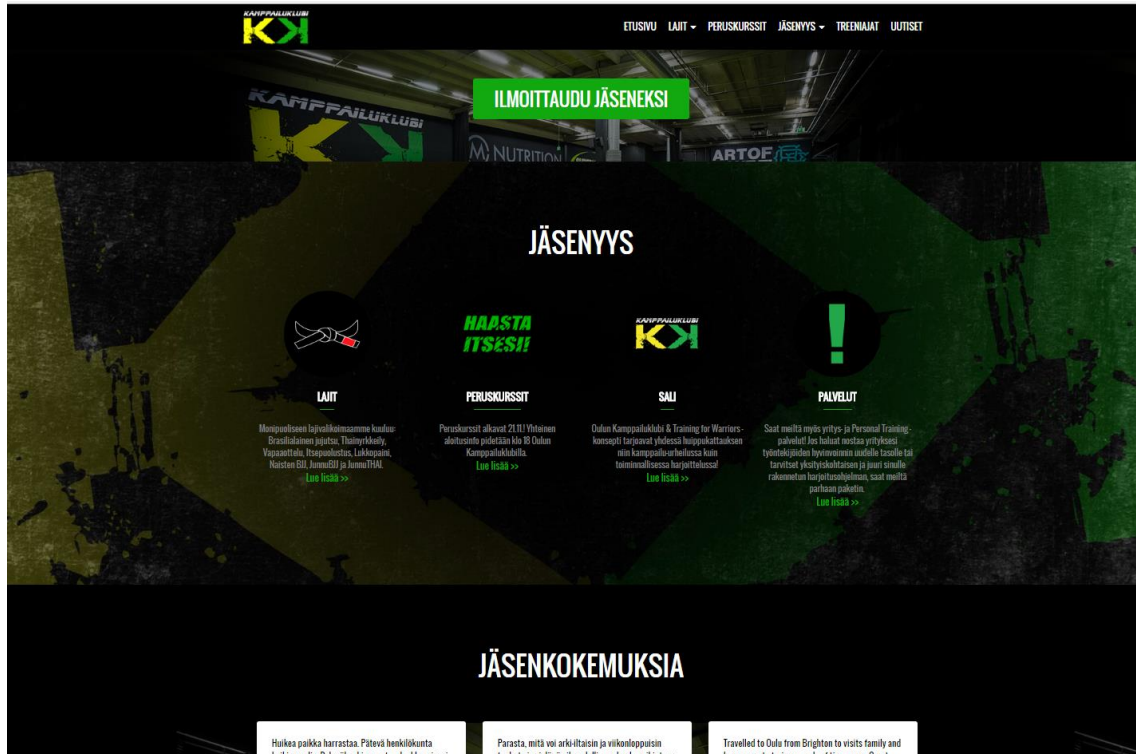 KAMPPAILUKLUBI
KK
ETUSIVU LAJIT PERUSKURSSIT JÄSENYYS TREENIAJAT UUTISET
ILMOITTAUDU JÄSENEKSI
KAMPPAILUKLUBI
NUTRITION
ARTOF
JÄSENYYS
HAASTA
ITSESI!
KAMPPAILUKLUBI
KK
!
LAJIT
Monipuoliseen lajivalikoimaamme kuuluu:
Brasilialainen jujutsu, Thainyrkkeily,
Vapaaottelu, Itsepuolustus, Lukkopaini,
Naisten BJJ, JunnuBJJ ja JunnuTHAI.
Lue lisää >>
PERUSKURSSIT
Peruskurssit alkavat 21.11.! Yhteinen
aloitusinfo pidetään klo 18 Oulun
Kamppailuklubilla.
Lue lisää >>
SALI
Oulun Kamppailuklubi & Training for Warriors -
konsepti tarjoavat yhdessä huippukattauksen
niin kamppailu-urheilussa kuin
toiminnallisessa harjoittelussa!
Lue lisää >>
PALVELUT
Saat meiltä myös yritys- ja Personal Training -
palvelut! Jos haluat nostaa yrityksesi
työntekijöiden hyvinvoinnin uudelle tasolle tai
tarvitset yksityiskohtaisen ja juuri sinulle
rakennetun harjoitusohjelman, saat meiltä
parhaan paketin.
Lue lisää >>
JÄSENKOKEMUKSIA
Huikea paikka harrastaa. Pätevä henkilökunta
Parasta, mitä voi arki-iltaisin ja viikonloppuisin
Travelled to Oulu from Brighton to visits family and